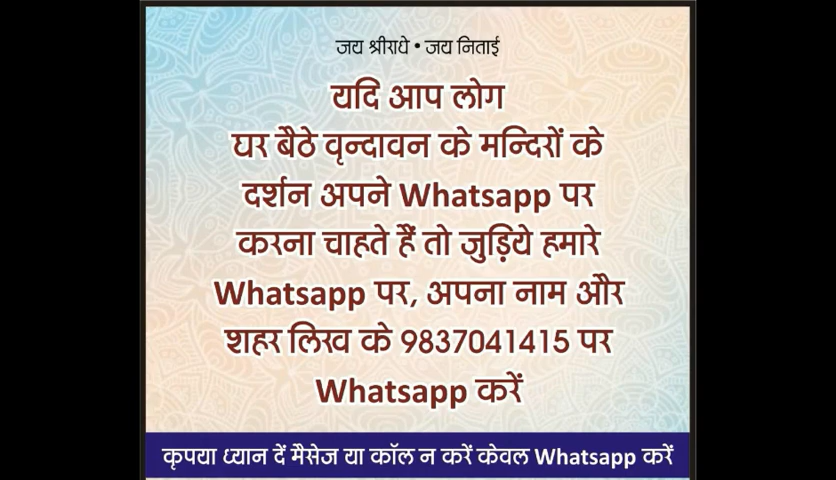 जय श्रीराधे • जय निताई
यदि आप लोग
घर बैठे वृन्दावन के मन्दिरों के
दर्शन अपने Whatsapp पर
करना चाहते हैं तो जुड़िये हमारे
Whatsapp पर, अपना नाम और
शहर लिख के 9837041415 पर
Whatsapp करें
कृपया ध्यान दें मैसेज या कॉल न करें केवल Whatsapp करें